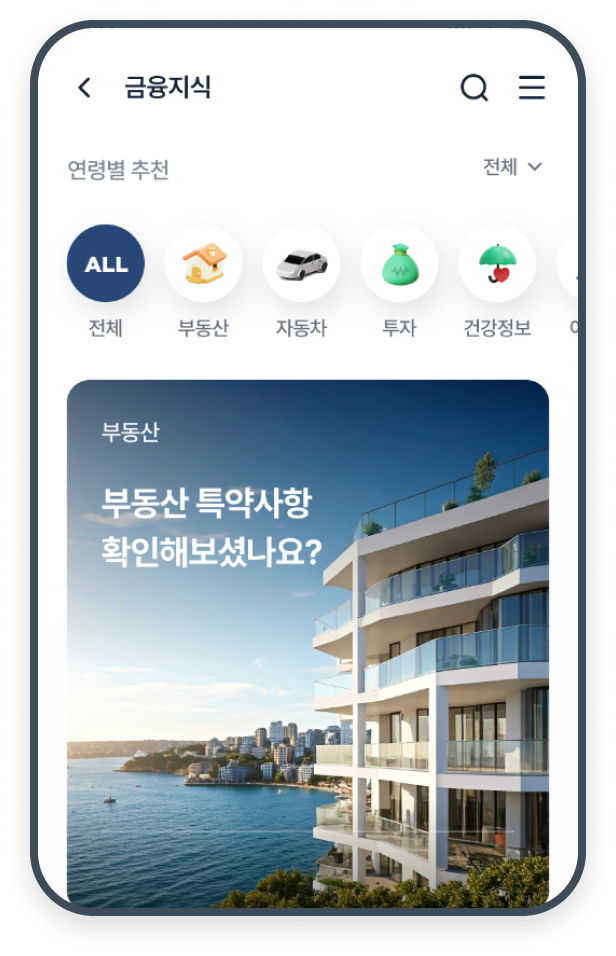 금융지식
연령별 추천
전체
ALL
전체
부동산
자동차
투자
건강정보
부동산
부동산 특약사항
확인해보셨나요?